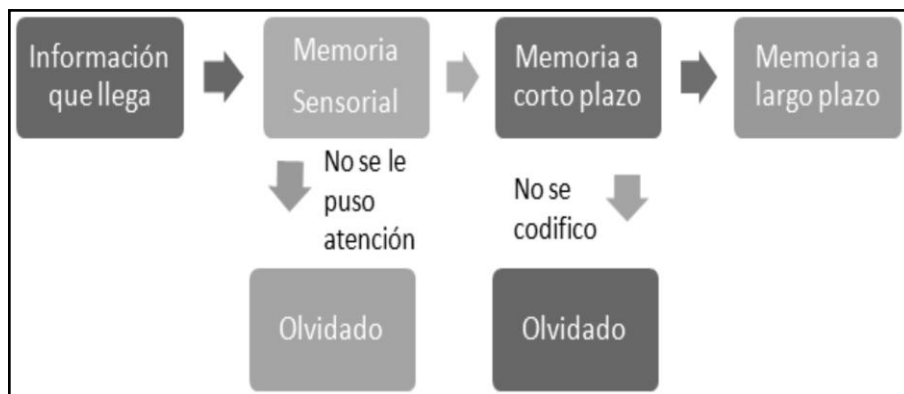 Información
que llega
Memoria
Sensorial
Memoria a
corto plazo
Memoria a
largo plazo
No se le
puso
atención
No se
codifico
Olvidado
Olvidado